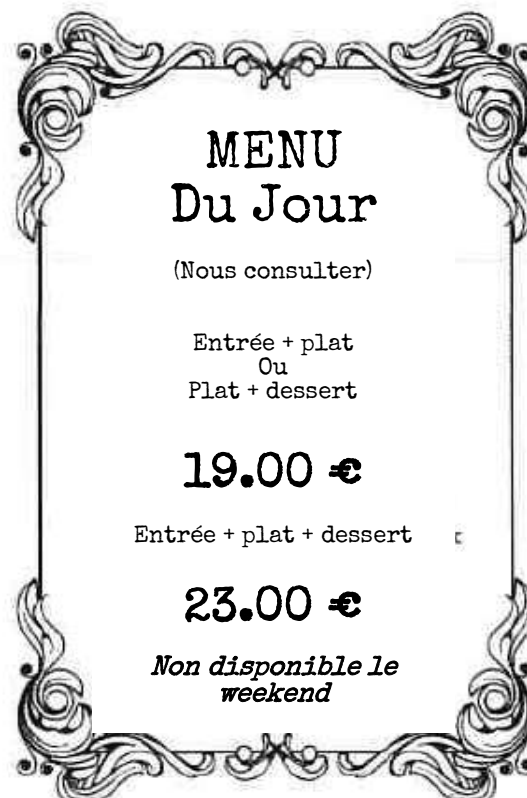 MENU
Du Jour
(Nous consulter)
Entrée + plat
Ou
Plat + dessert
19.00 €
Entrée + plat + dessert
23.00 €
Non disponible le
weekend